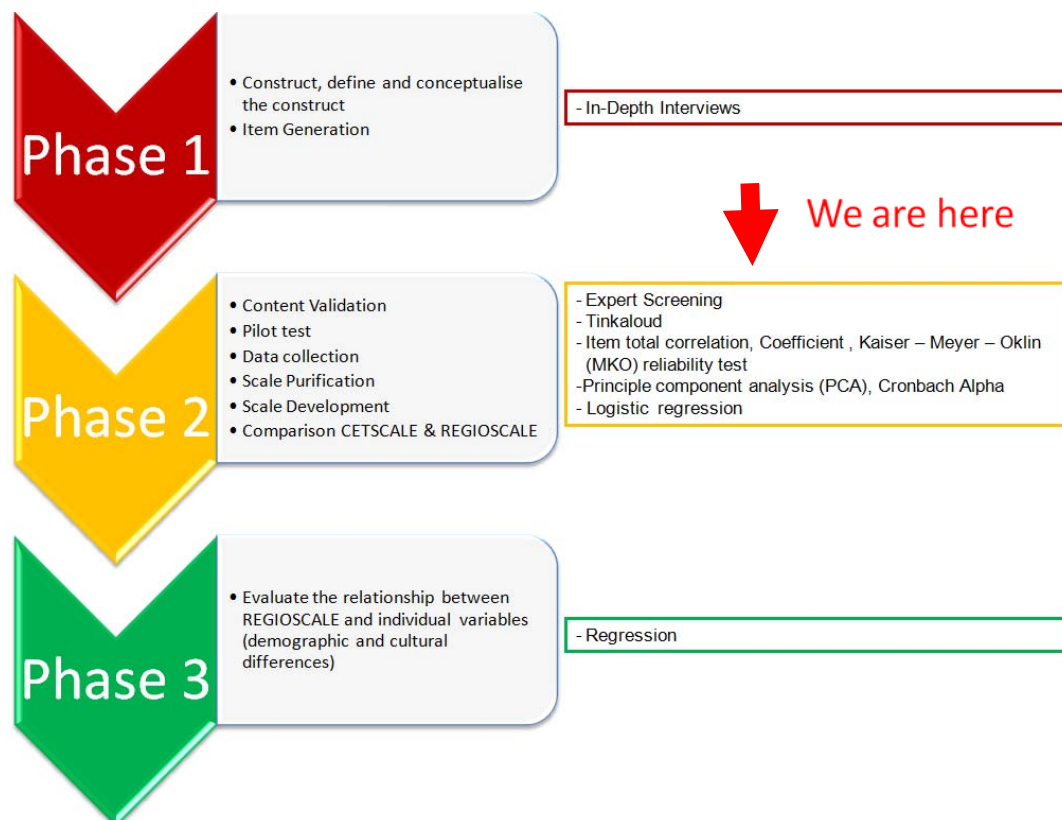 Phase 1
• Construct, define and conceptualise
the construct
• Item Generation
- In-Depth Interviews
We are here
Phase 2
• Content Validation
• Pilot test
• Data collection
• Scale Purification
• Scale Development
• Comparison CETSCALE & REGIOSCALE
- Expert Screening
- Tinkaloud
- Item total correlation, Coefficient , Kaiser – Meyer – Oklin
(MKO) reliability test
-Principle component analysis (PCA), Cronbach Alpha
- Logistic regression
Phase 3
• Evaluate the relationship between
REGIOSCALE and individual variables
(demographic and cultural
differences)
- Regression